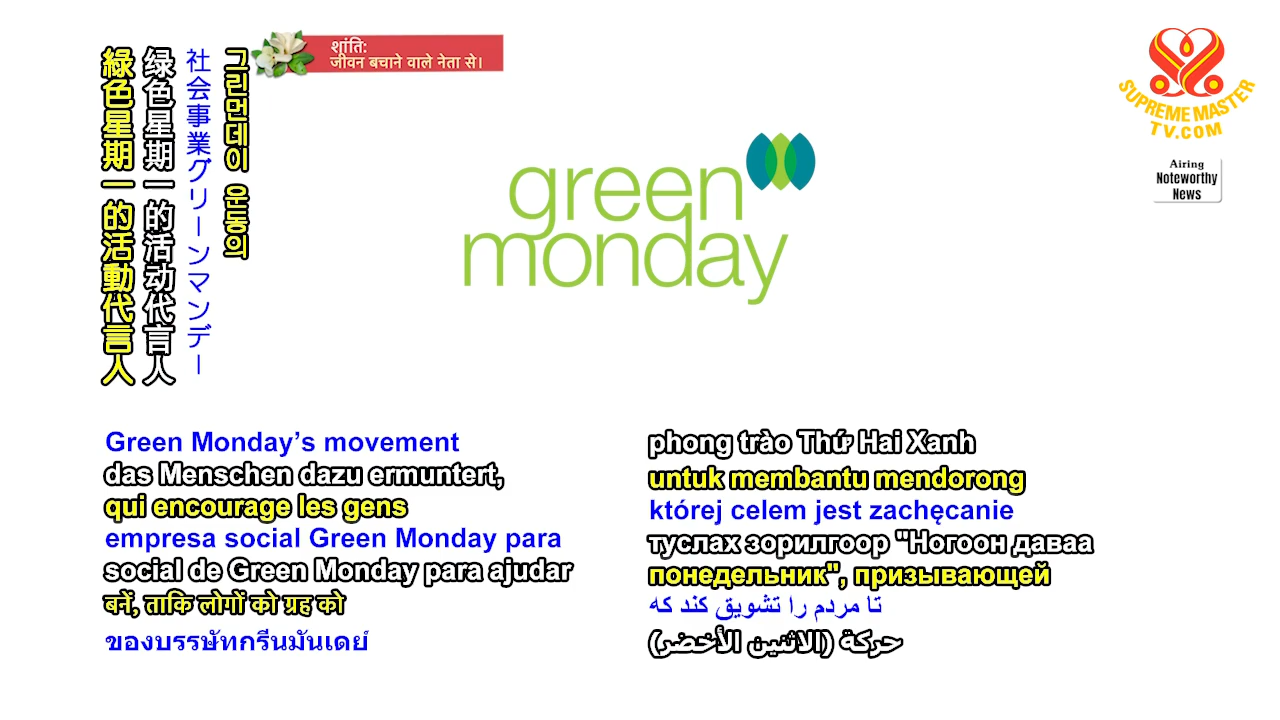 綠色星期一的活動代言人
绿色星期一的活动代言人
社会事業グリーンマンデー
그린먼데이 운동의
शांति:
जीवन बचाने वाले नेता से।
SUPREME MASTER
TV.COM
Airing
Noteworthy
News
green
monday
Green Monday’s movement
das Menschen dazu ermuntert,
qui encourage les gens
empresa social Green Monday para
social de Green Monday para ajudar
बनें, ताकि लोगों को ग्रह को
ของบรรษัทกรีนมันเดย์
phong trào Thứ Hai Xanh
untuk membantu mendorong
której celem jest zachęcanie
туслах зорилгоор "Ногоон даваа
понедельник", призывающей
تا مردم را تشویق کند که
حركة (الاثنين الأخضر)